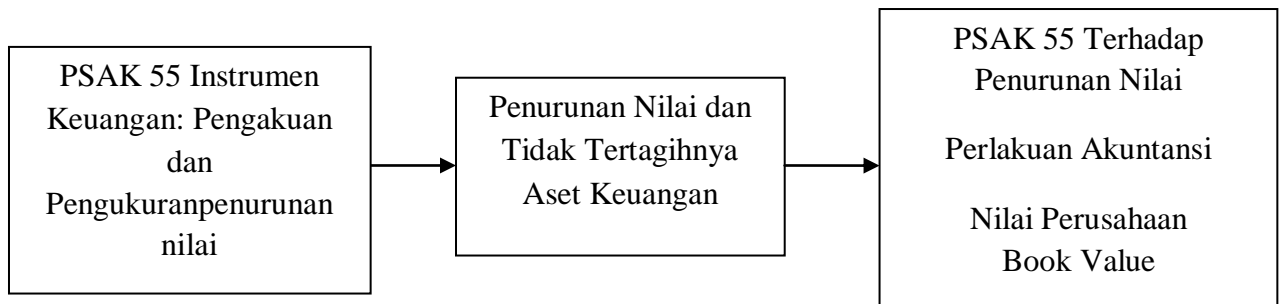 PSAK 55 Instrumen
Keuangan: Pengakuan
dan
Pengukuranpenurunan
nilai
Penurunan Nilai dan
Tidak Tertagihnya
Aset Keuangan
PSAK 55 Terhadap
Penurunan Nilai
Perlakuan Akuntansi
Nilai Perusahaan
Book Value